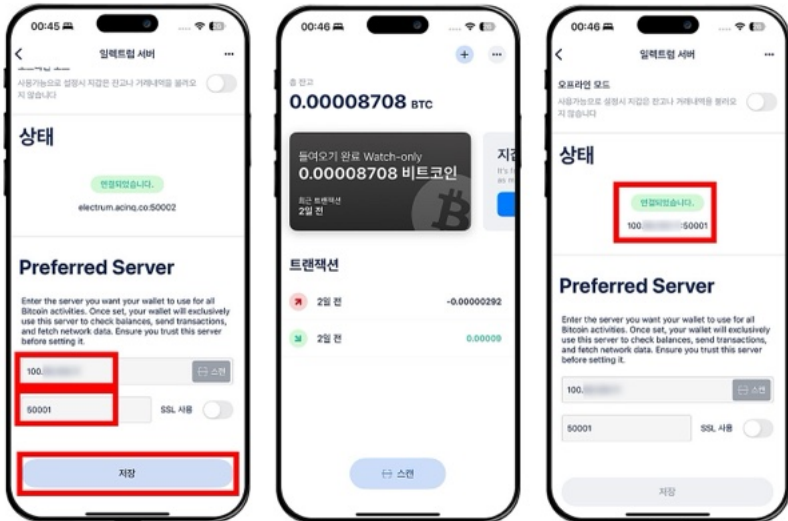 00:45
일렉트럼 서버
사용가능으로 설정시 지갑은 잔고나 거래내역을 불러오
지 않습니다
상태
연결되었습니다.
electrum.acinq.co:50002
Preferred Server
Enter the server you want your wallet to use for all
Bitcoin activities. Once set, your wallet will exclusively
use this server to check balances, send transactions,
and fetch network data. Ensure you trust this server
before setting it.
100.
스캔
50001
SSL 사용
저장
00:46
총 잔고
0.00008708 BTC
들여오기 완료 Watch-only
0.00008708 비트코인
최근 트랜잭션
2일 전
트랜잭션
2일 전
-0.00000292
2일 전
0.00009
스캔
00:46
일렉트럼 서버
오프라인 모드
사용가능으로 설정시 지갑은 잔고나 거래내역을 불러오
지 않습니다
상태
연결되었습니다.
100. :50001
Preferred Server
Enter the server you want your wallet to use for all
Bitcoin activities. Once set, your wallet will exclusively
use this server to check balances, send transactions,
and fetch network data. Ensure you trust this server
before setting it.
100.
스캔
50001
SSL 사용
저장